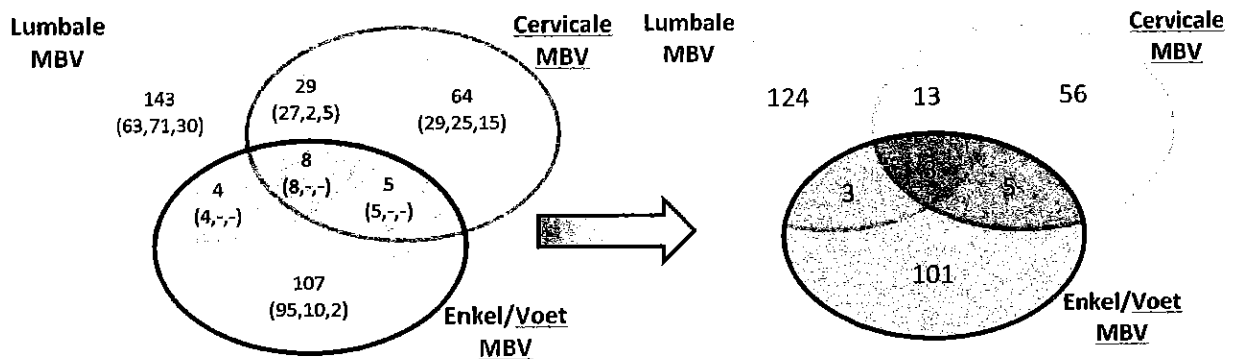 Lumbale
MBV
Cervicale
MBV
143
(63,71,30)
29
(27,2,5)
64
(29,25,15)
4
(4,-,-)
8
(8,-,-)
5
(5,-,-)
107
(95,10,2)
Enkel/Voet
MBV
Lumbale
MBV
Cervicale
MBV
124
13
56
3
5
101
Enkel/Voet
MBV